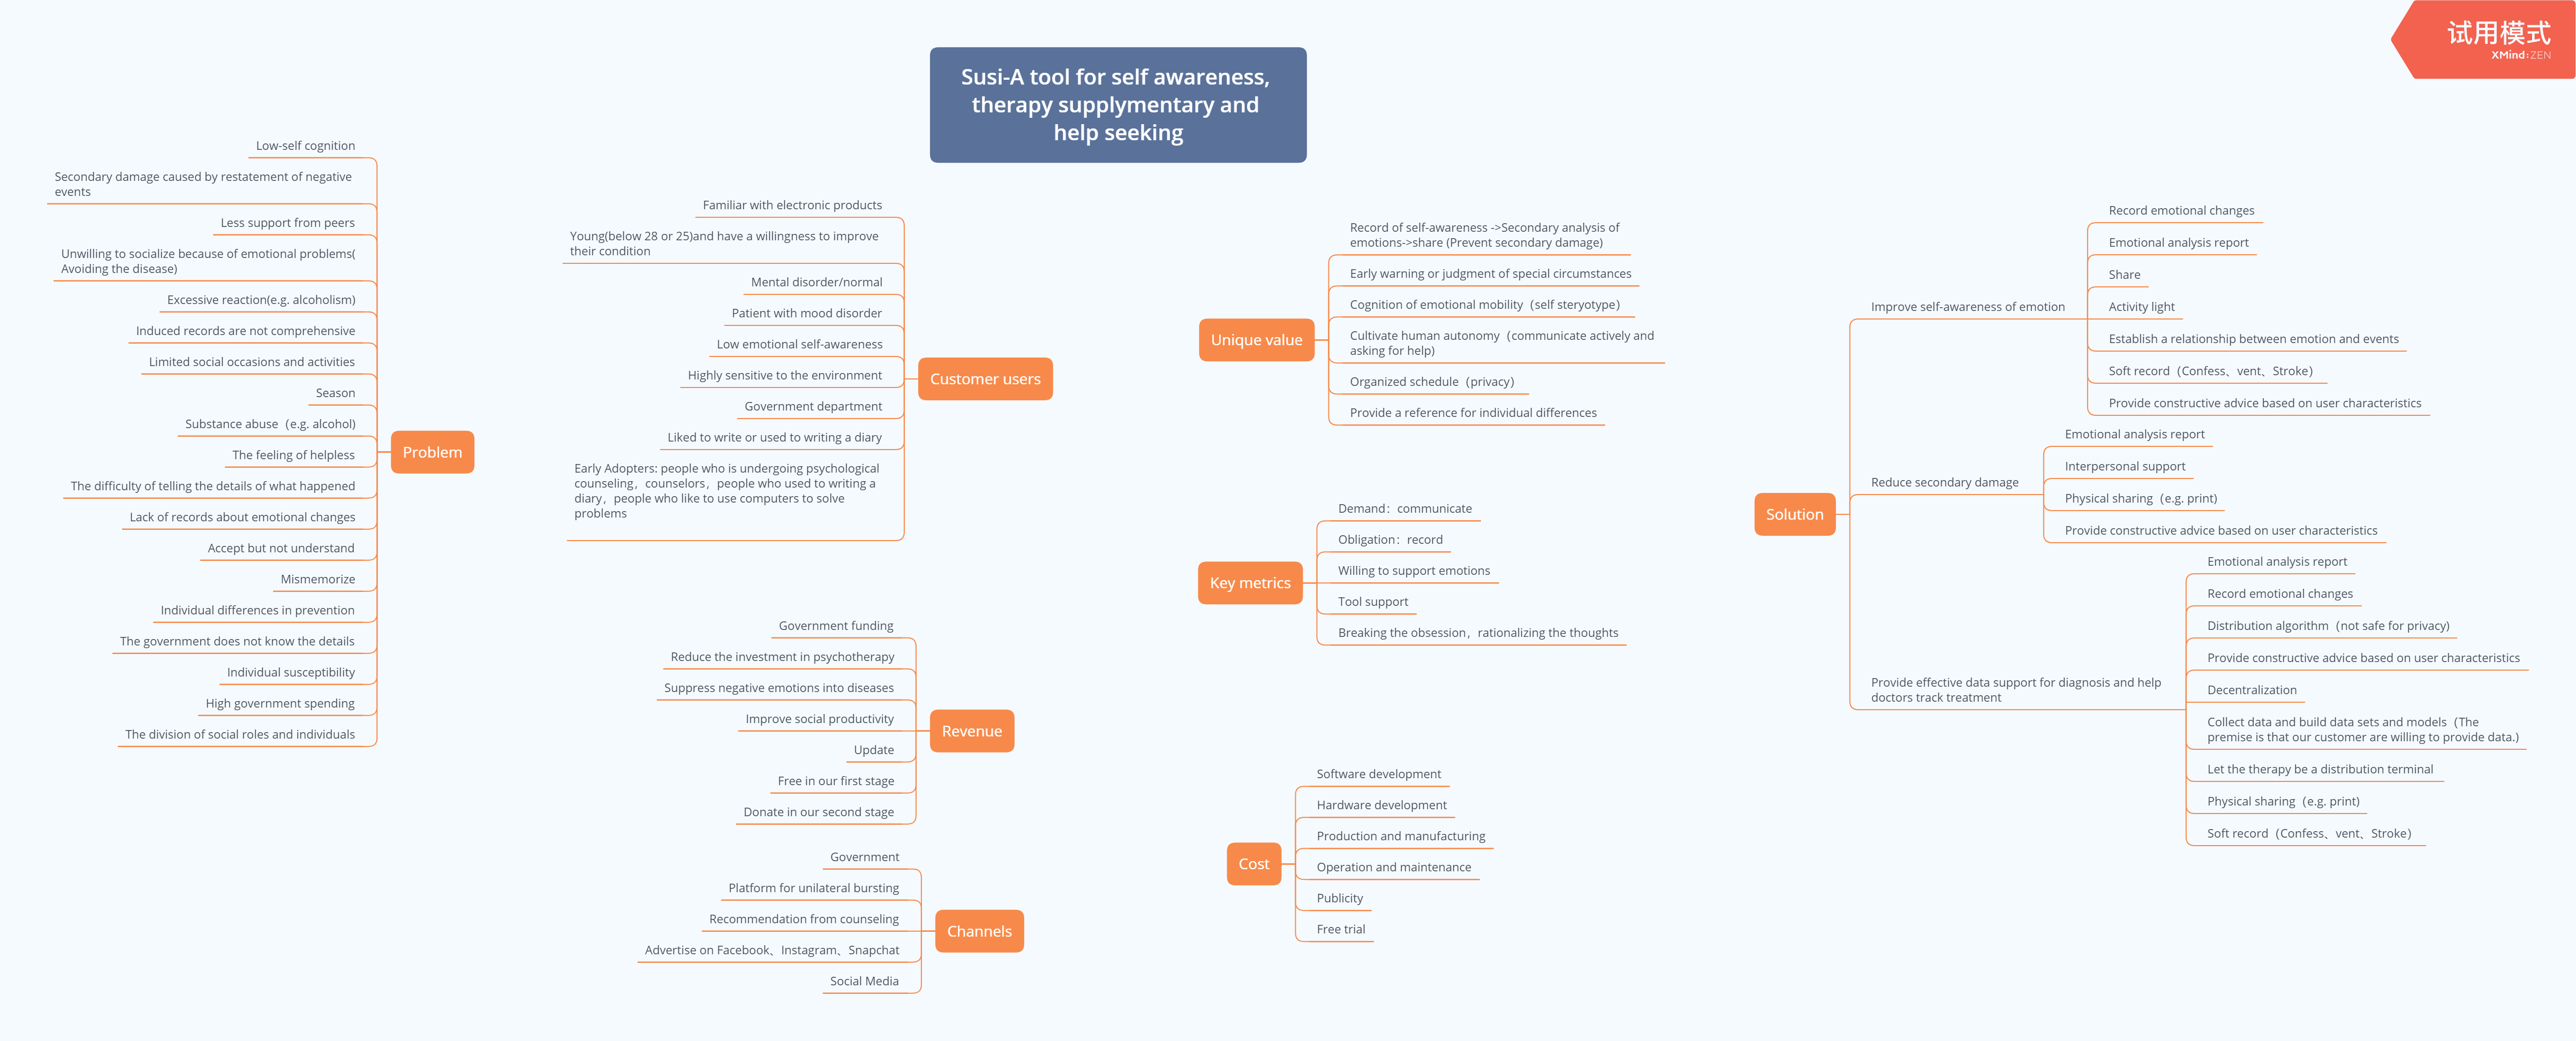 试用模式
XMind:ZEN
Susi-A tool for self awareness,
therapy supplymentary and
help seeking
Low-self cognition
Secondary damage caused by restatement of negative
events
Less support from peers
Unwilling to socialize because of emotional problems(
Avoiding the disease)
Excessive reaction(e.g. alcoholism)
Induced records are not comprehensive
Limited social occasions and activities
Season
Substance abuse（e.g. alcohol)
The feeling of helpless
The difficulty of telling the details of what happened
Lack of records about emotional changes
Accept but not understand
Mismemorize
Individual differences in prevention
The government does not know the details
Individual susceptibility
High government spending
The division of social roles and individuals
Problem
Familiar with electronic products
Young(below 28 or 25)and have a willingness to improve
their condition
Mental disorder/normal
Patient with mood disorder
Low emotional self-awareness
Highly sensitive to the environment
Government department
Liked to write or used to writing a diary
Early Adopters: people who is undergoing psychological
counseling，counselors，people who used to writing a
diary，people who like to use computers to solve
problems
Customer users
Government funding
Reduce the investment in psychotherapy
Suppress negative emotions into diseases
Improve social productivity
Update
Free in our first stage
Donate in our second stage
Revenue
Government
Platform for unilateral bursting
Recommendation from counseling
Advertise on Facebook、Instagram、Snapchat
Social Media
Channels
Unique value
Record of self-awareness ->Secondary analysis of
emotions->share (Prevent secondary damage)
Early warning or judgment of special circumstances
Cognition of emotional mobility（self steryotype）
Cultivate human autonomy（communicate actively and
asking for help)
Organized schedule（privacy）
Provide a reference for individual differences
Key metrics
Demand：communicate
Obligation：record
Willing to support emotions
Tool support
Breaking the obsession，rationalizing the thoughts
Cost
Software development
Hardware development
Production and manufacturing
Operation and maintenance
Publicity
Free trial
Solution
Improve self-awareness of emotion
Record emotional changes
Emotional analysis report
Share
Activity light
Establish a relationship between emotion and events
Soft record（Confess、vent、Stroke）
Provide constructive advice based on user characteristics
Reduce secondary damage
Emotional analysis report
Interpersonal support
Physical sharing（e.g. print)
Provide constructive advice based on user characteristics
Provide effective data support for diagnosis and help
doctors track treatment
Emotional analysis report
Record emotional changes
Distribution algorithm（not safe for privacy)
Provide constructive advice based on user characteristics
Decentralization
Collect data and build data sets and models（The
premise is that our customer are willing to provide data.)
Let the therapy be a distribution terminal
Physical sharing（e.g. print)
Soft record（Confess、vent、Stroke）